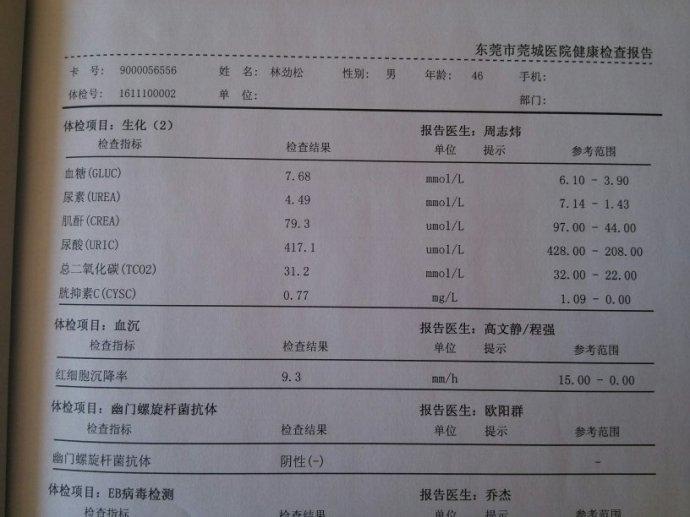 东莞市莞城医院健康检查报告
卡 号: 9000056556 姓 名: 林劲松 性别: 男 年龄: 46 手机:
体检号: 1611100002 单 位: 部门:
体检项目: 生化(2) 报告医生: 周志炜
检查指标 检查结果 单位 提示 参考范围
血糖(GLUC) 7.68 mmol/L 6.10 - 3.90
尿素(UREA) 4.49 mmol/L 7.14 - 1.43
肌酐(CREA) 79.3 umol/L 97.00 - 44.00
尿酸(URIC) 417.1 umol/L 428.00 - 208.00
总二氧化碳(TCO2) 31.2 mmol/L 32.00 - 22.00
胱抑素C(CYSC) 0.77 mg/L 1.09 - 0.00
体检项目: 血沉 报告医生: 高文静/程强
检查指标 检查结果 单位 提示 参考范围
红细胞沉降率 9.3 mm/h 15.00 - 0.00
体检项目: 幽门螺旋杆菌抗体 报告医生: 欧阳群
检查指标 检查结果 单位 提示 参考范围
幽门螺旋杆菌抗体 阴性(-) -
体检项目: EB病毒检测 报告医生: 乔杰
检查指标 检查结果 单位 提示 参考范围